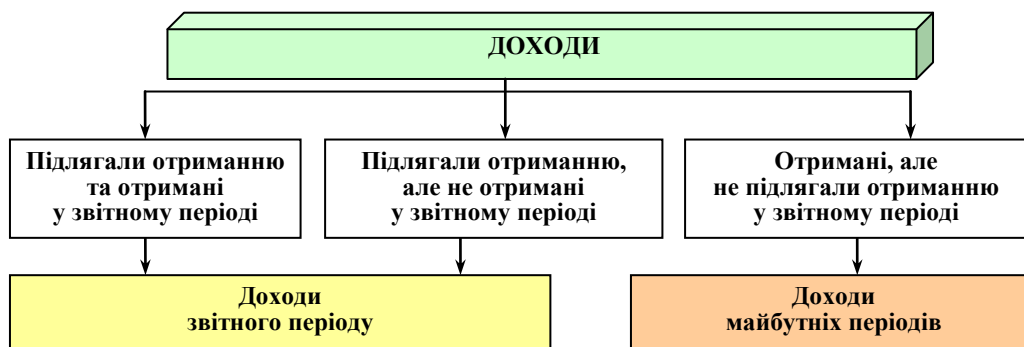 ДОХОДИ
Підлягали отриманню
та отримані
у звітному періоді
Підлягали отриманню,
але не отримані
у звітному періоді
Отримані, але
не підлягали отриманню
у звітному періоді
Доходи
звітного періоду
Доходи
майбутніх періодів